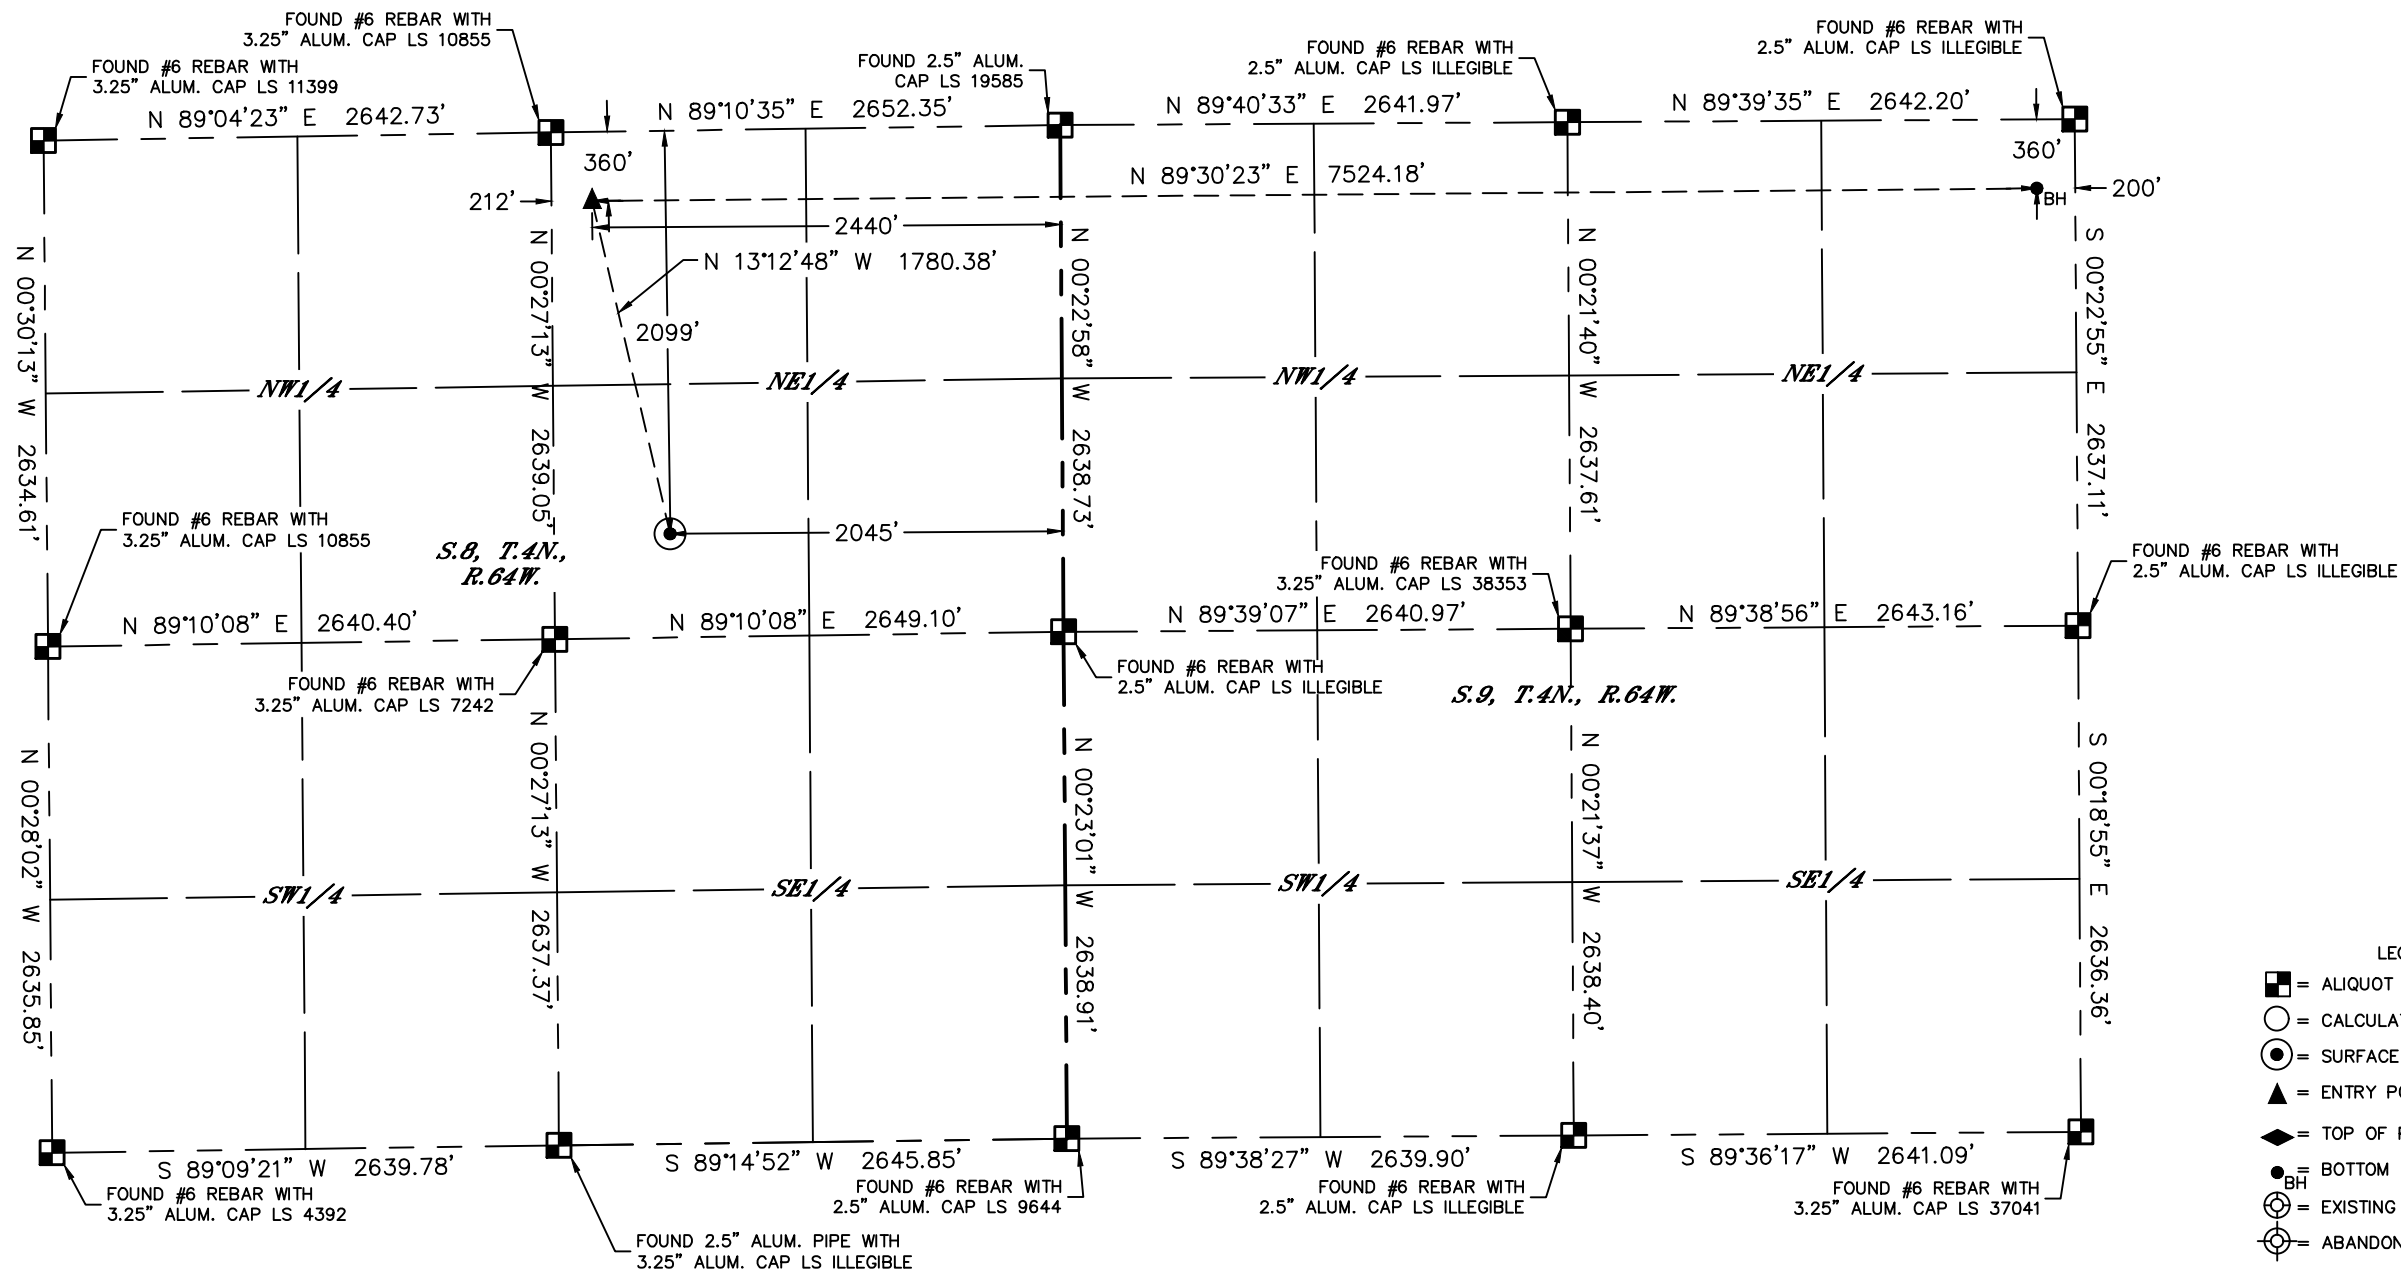 FOUND #6 REBAR WITH
3.25" ALUM. CAP LS 10855
FOUND #6 REBAR WITH
3.25" ALUM. CAP LS 11399
FOUND 2.5" ALUM.
CAP LS 19585
FOUND #6 REBAR WITH
2.5" ALUM. CAP LS ILLEGIBLE
FOUND #6 REBAR WITH
2.5" ALUM. CAP LS ILLEGIBLE
N 89°04'23" E 2642.73'
N 89°10'35" E 2652.35'
N 89°40'33" E 2641.97'
N 89°39'35" E 2642.20'
360'
360'
N 89°30'23" E 7524.18'
212'
BH
200'
2440'
N 13°12'48" W 1780.38'
2099'
N 00°30'13" W 2634.61'
N 00°27'13" W 2639.05'
N 00°22'58" W 2638.73'
N 00°21'40" W 2637.61'
S 00°22'55" E 2637.11'
NW1/4
NE1/4
NW1/4
NE1/4
2045'
FOUND #6 REBAR WITH
3.25" ALUM. CAP LS 10855
S.8, T.4N.,
R.64W.
FOUND #6 REBAR WITH
3.25" ALUM. CAP LS 38353
FOUND #6 REBAR WITH
2.5" ALUM. CAP LS ILLEGIBLE
N 89°10'08" E 2640.40'
N 89°10'08" E 2649.10'
N 89°39'07" E 2640.97'
N 89°38'56" E 2643.16'
FOUND #6 REBAR WITH
3.25" ALUM. CAP LS 7242
FOUND #6 REBAR WITH
2.5" ALUM. CAP LS ILLEGIBLE
S.9, T.4N., R.64W.
N 00°28'02" W 2635.85'
N 00°27'13" W 2637.37'
N 00°23'01" W 2638.91'
N 00°21'37" W 2638.40'
S 00°18'55" E 2636.36'
SW1/4
SE1/4
SW1/4
SE1/4
S 89°09'21" W 2639.78'
S 89°14'52" W 2645.85'
S 89°38'27" W 2639.90'
S 89°36'17" W 2641.09'
FOUND #6 REBAR WITH
3.25" ALUM. CAP LS 4392
FOUND 2.5" ALUM. PIPE WITH
3.25" ALUM. CAP LS ILLEGIBLE
FOUND #6 REBAR WITH
2.5" ALUM. CAP LS 9644
FOUND #6 REBAR WITH
2.5" ALUM. CAP LS ILLEGIBLE
FOUND #6 REBAR WITH
3.25" ALUM. CAP LS 37041
= ALIQUOT
= SURFACE
= ENTRY
= TOP OF
BH = BOTTOM
= EXISTING